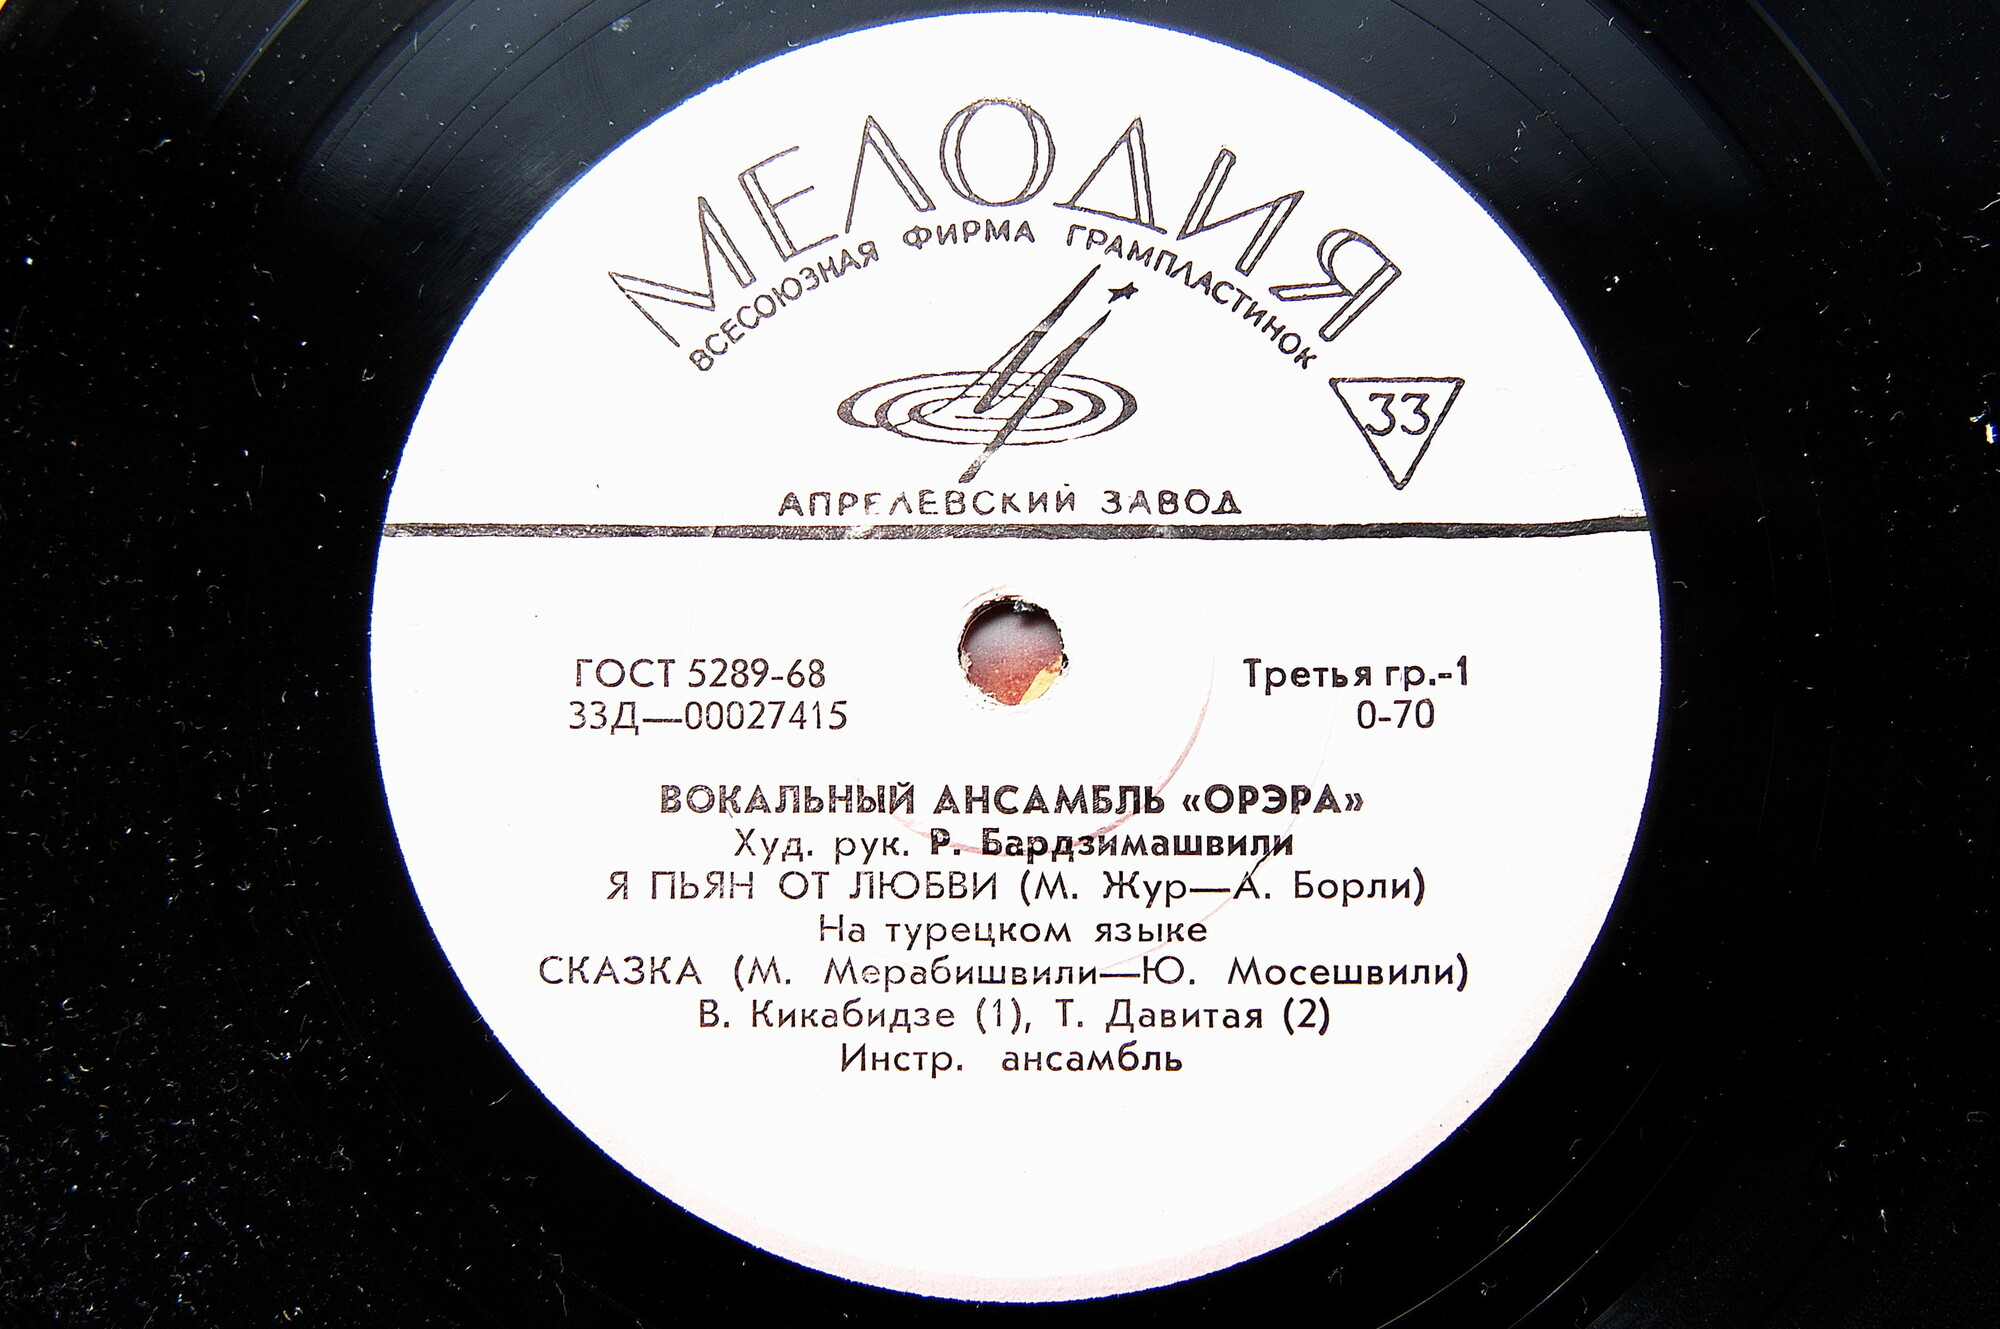 МЕЛОДИЯ
ВСЕСОЮЗНАЯ ФИРМА ГРАМПЛАСТИНОК
33
АПРЕЛЕВСКИЙ ЗАВОД
ГОСТ 5289-68
33Д—00027415
Третья гр.-1
0-70
ВОКАЛЬНЫЙ АНСАМБЛЬ «ОРЭРА»
Худ. рук. Р. Бардзимашвили
Я ПЬЯН ОТ ЛЮБВИ (М. Жур—А. Борли)
На турецком языке
СКАЗКА (М. Мерабишвили—Ю. Мосешвили)
В. Кикабидзе (1), Т. Давитая (2)
Инстр. ансамбль